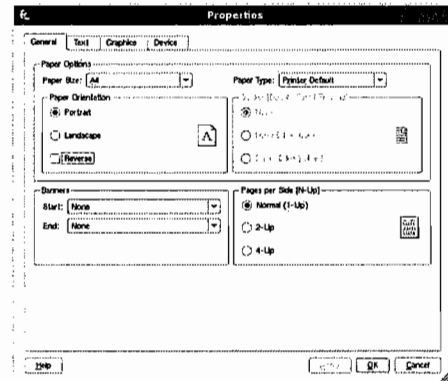 Properties
General Text Graphics Device
Paper Options
Paper Size: A4 Paper Type: Printer Default
Paper Orientation
Portrait
Landscape
Reverse
Banners
Start: None
End: None
Pages per Side (N-Up)
Normal (1-Up)
2-Up
4-Up
Help OK Cancel